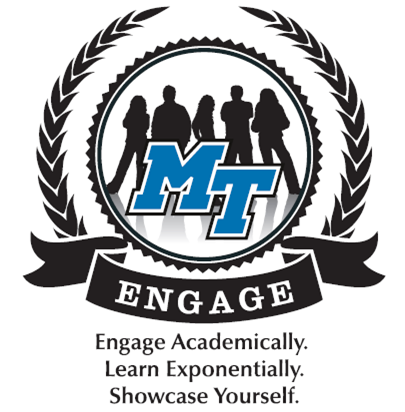 MT
ENGAGE
Engage Academically.
Learn Exponentially.
Showcase Yourself.